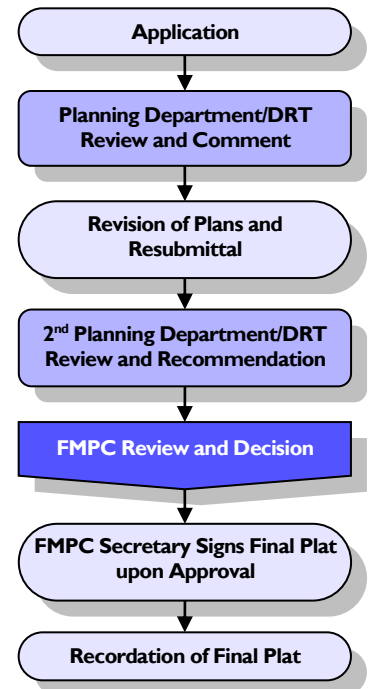 Application
Planning Department/DRT
Review and Comment
Revision of Plans and
Resubmittal
2nd Planning Department/DRT
Review and Recommendation
FMPC Review and Decision
FMPC Secretary Signs Final Plat
upon Approval
Recordation of Final Plat